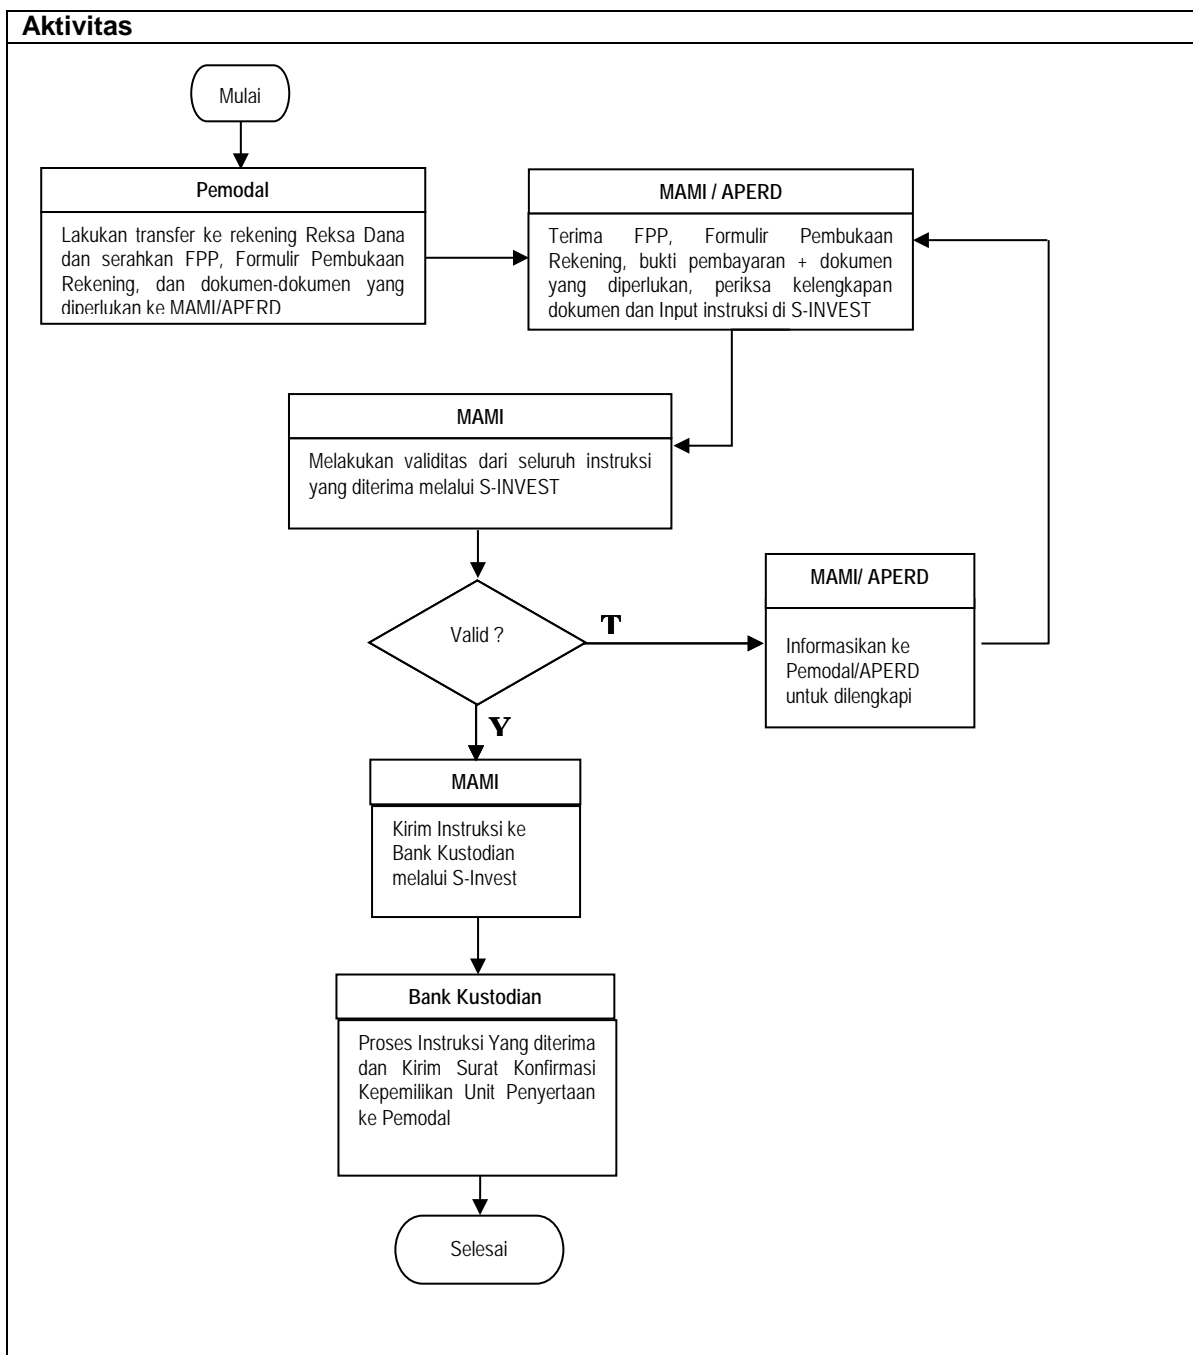 Aktivitas
Mulai
Pemodal
Lakukan transfer ke rekening Reksa Dana
dan serahkan FPP, Formulir Pembukaan
Rekening, dan dokumen-dokumen yang
diperlukan ke MAMI/APERD
MAMI / APERD
Terima FPP, Formulir Pembukaan
Rekening, bukti pembayaran + dokumen
yang diperlukan, periksa kelengkapan
dokumen dan Input instruksi di S-INVEST
MAMI
Melakukan validitas dari seluruh instruksi
yang diterima melalui S-INVEST
Valid ?
T
MAMI/ APERD
Informasikan ke
Pemodal/APERD
untuk dilengkapi
Y
MAMI
Kirim Instruksi ke
Bank Kustodian
melalui S-Invest
Bank Kustodian
Proses Instruksi Yang diterima
dan Kirim Surat Konfirmasi
Kepemilikan Unit Penyertaan
ke Pemodal
Selesai